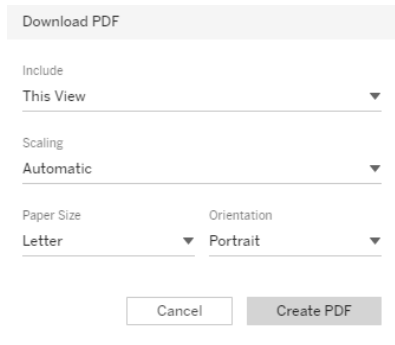 Download PDF
Include
This View
Scaling
Automatic
Paper Size Orientation
Letter Portrait
Cancel Create PDF